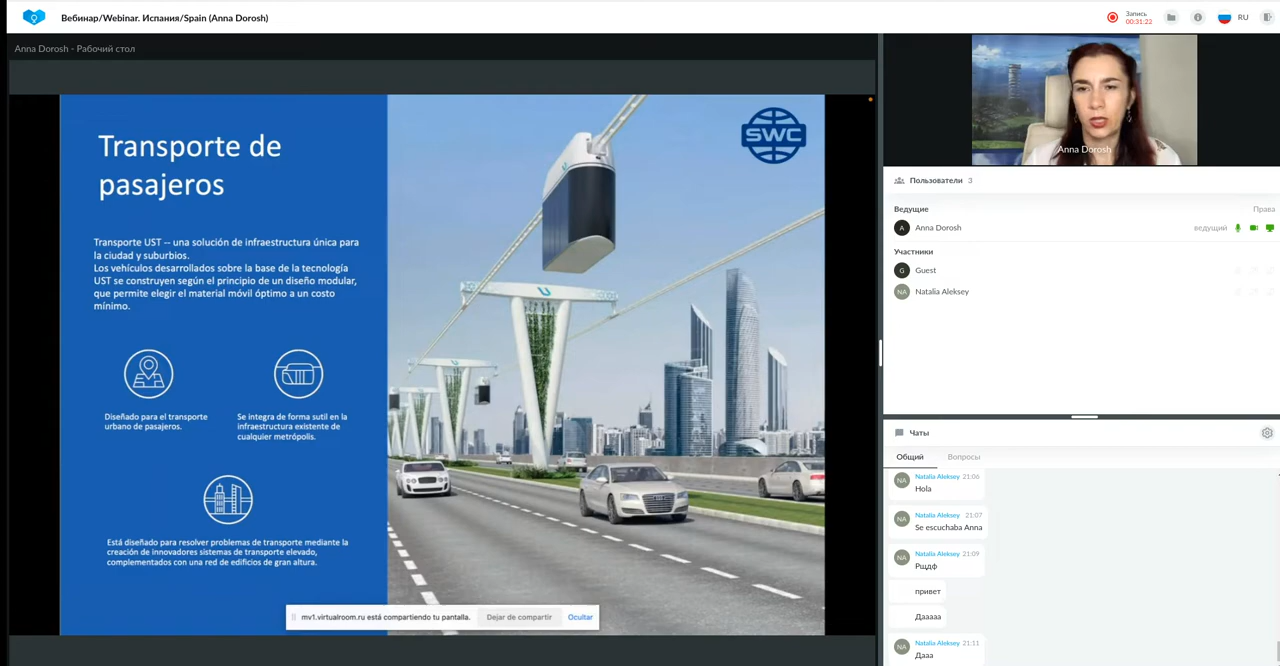 Вебинар/Webinar. Испания/Spain (Anna Dorosh)
Запись
00:31:22
RU
Anna Dorosh - Рабочий стол
Transporte de
pasajeros
SWC
Transporte UST -- una solución de infraestructura única para
la ciudad y suburbios.
Los vehículos desarrollados sobre la base de la tecnología
UST se construyen según el principio de un diseño modular,
que permite elegir el material móvil óptimo a un costo
mínimo.
Diseñado para el transporte
urbano de pasajeros.
Se integra de forma sutil en la
infraestructura existente de
cualquier metrópolis.
Está diseñado para resolver problemas de transporte mediante la
creación de innovadores sistemas de transporte elevado,
complementados con una red de edificios de gran altura.
mv1.virtualroom.ru está compartiendo tu pantalla.
Dejar de compartir
Ocultar
Anna Dorosh
Пользователи 3
Ведущие
Права
A
Anna Dorosh
ведущий
Участники
G
Guest
NA
Natalia Aleksey
Чаты
Общий
Вопросы
NA
Natalia Aleksey 21:06
Hola
NA
Natalia Aleksey 21:07
Se escuchaba Anna
NA
Natalia Aleksey 21:09
Рщдф
привет
Дааааа
NA
Natalia Aleksey 21:11
Дааа